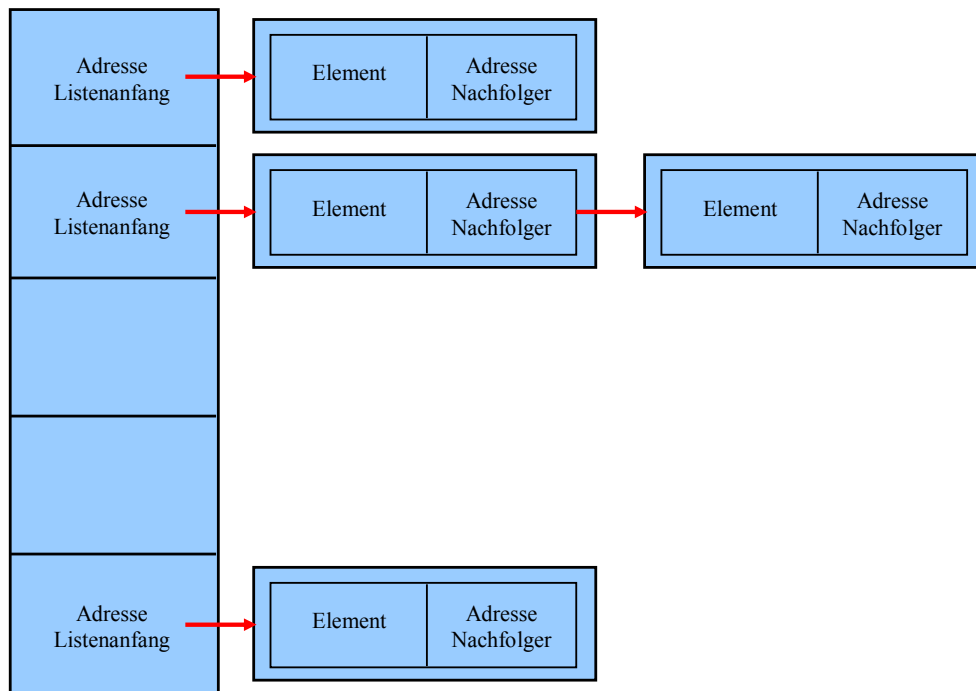 Adresse
Listenanfang
Element
Adresse
Nachfolger
Adresse
Listenanfang
Element
Adresse
Nachfolger
Element
Adresse
Nachfolger
Adresse
Listenanfang
Element
Adresse
Nachfolger